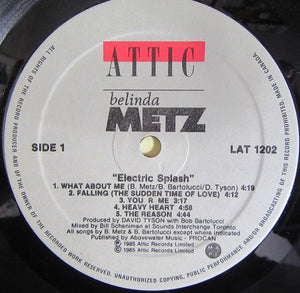 ATTIC
belinda
METZ
SIDE 1
LAT 1202
"Electric Splash"
1. WHAT ABOUT ME (B. Metz/B. Bartolucci/D. Tyson) 4:19
2. FALLING (THE SUDDEN TIME OF LOVE) 4:12
3. YOU R ME 3:17
4. HEAVY HEART 4:58
5. THE REASON 4:44
Produced by DAVID TYSON with Bob Bartolucci
Mixed by Bill Scheniman at Sounds Interchange Toronto
All songs by B. Metz & B. Bartolucci except where indicated
Published by Abovewater Music - PROCAN
℗1985 Attic Records Limited
©1985 Attic Records Limited
ALL RIGHTS OF THE RECORD PRODUCER AND OF THE OWNER OF THE RECORDED WORK RESERVED. UNAUTHORIZED COPYING, PUBLIC PERFORMANCE AND BROADCASTING OF THIS RECORD PROHIBITED. MADE IN CANADA.